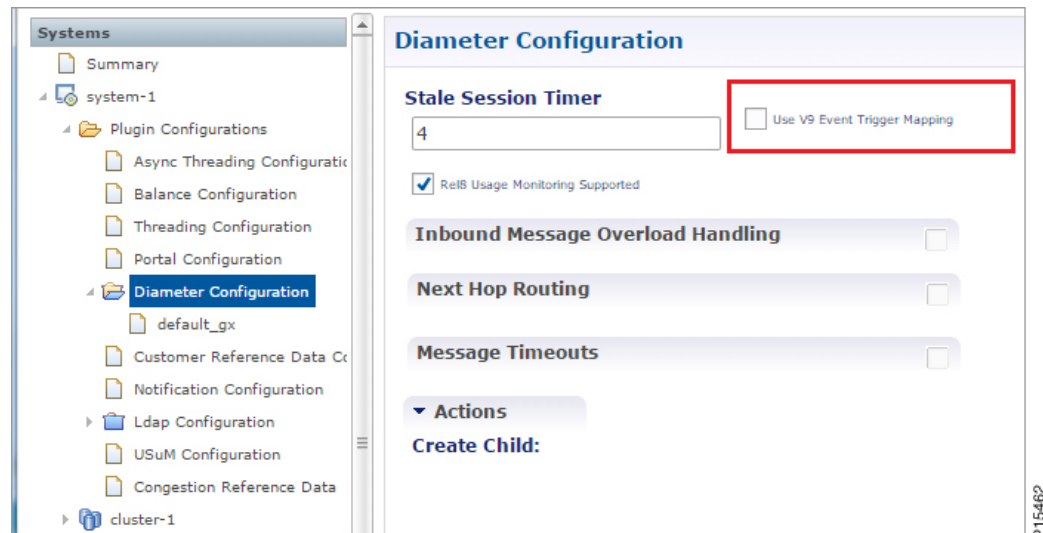 Systems
Summary
system-1
Plugin Configurations
Async Threading Configuratic
Balance Configuration
Threading Configuration
Portal Configuration
Diameter Configuration
default_gx
Customer Reference Data Co
Notification Configuration
Ldap Configuration
USuM Configuration
Congestion Reference Data
cluster-1
Diameter Configuration
Stale Session Timer
4
Use V9 Event Trigger Mapping
Rel8 Usage Monitoring Supported
Inbound Message Overload Handling
Next Hop Routing
Message Timeouts
Actions
Create Child:
215462